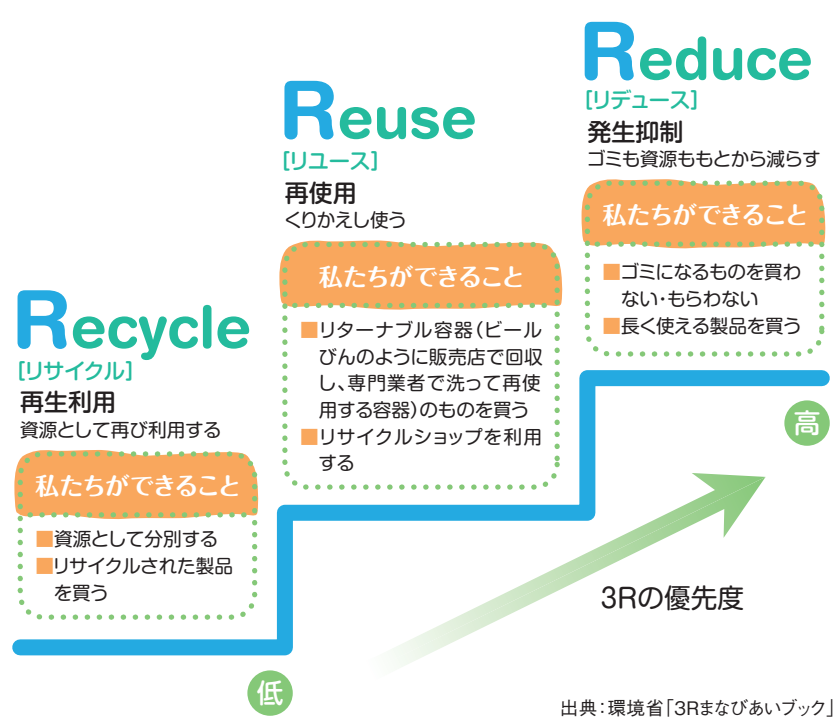 Recycle
[リサイクル]
再生利用
資源として再び利用する
私たちができること
■資源として分別する
■リサイクルされた製品
を買う
Reuse
[リユース]
再使用
くりかえし使う
私たちができること
■リターナブル容器(ビール
びんのように販売店で回収
し、専門業者で洗って再使
用する容器)のものを買う
■リサイクルショップを利用
する
Reduce
[リデュース]
発生抑制
ゴミも資源ももとから減らす
私たちができること
■ゴミになるものを買わ
ない・もらわない
■長く使える製品を買う
高
3Rの優先度
低
出典:環境省「3Rまなびあいブック」